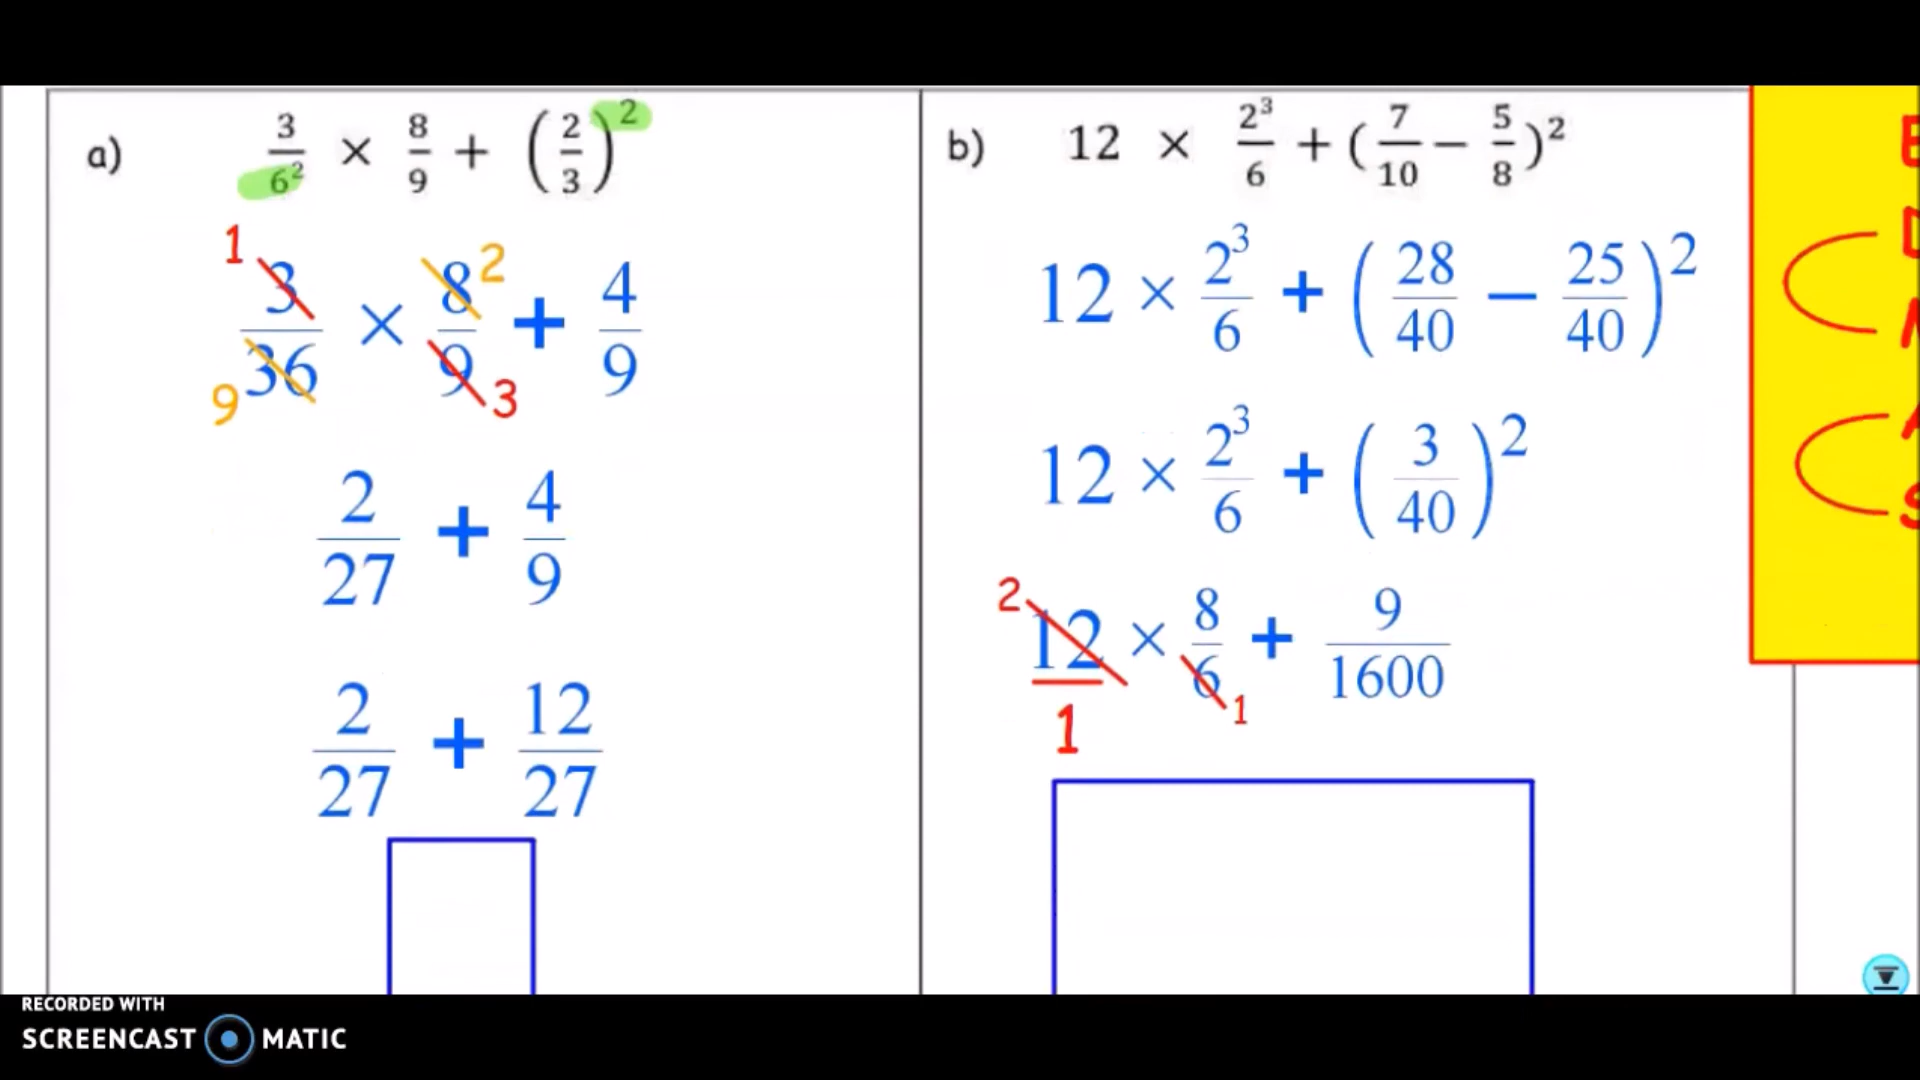 a) 3/6² × 8/9 + (2/3)²
1 3/36 9 × 8/9 2 3 + 4/9
2/27 + 4/9
2/27 + 12/27
b) 12 × 2³/6 + (7/10 − 5/8)²
12 × 2³/6 + (28/40 − 25/40)²
12 × 2³/6 + (3/40)²
2 12/1 × 8/6 1 + 9/1600
RECORDED WITH
SCREENCAST MATIC